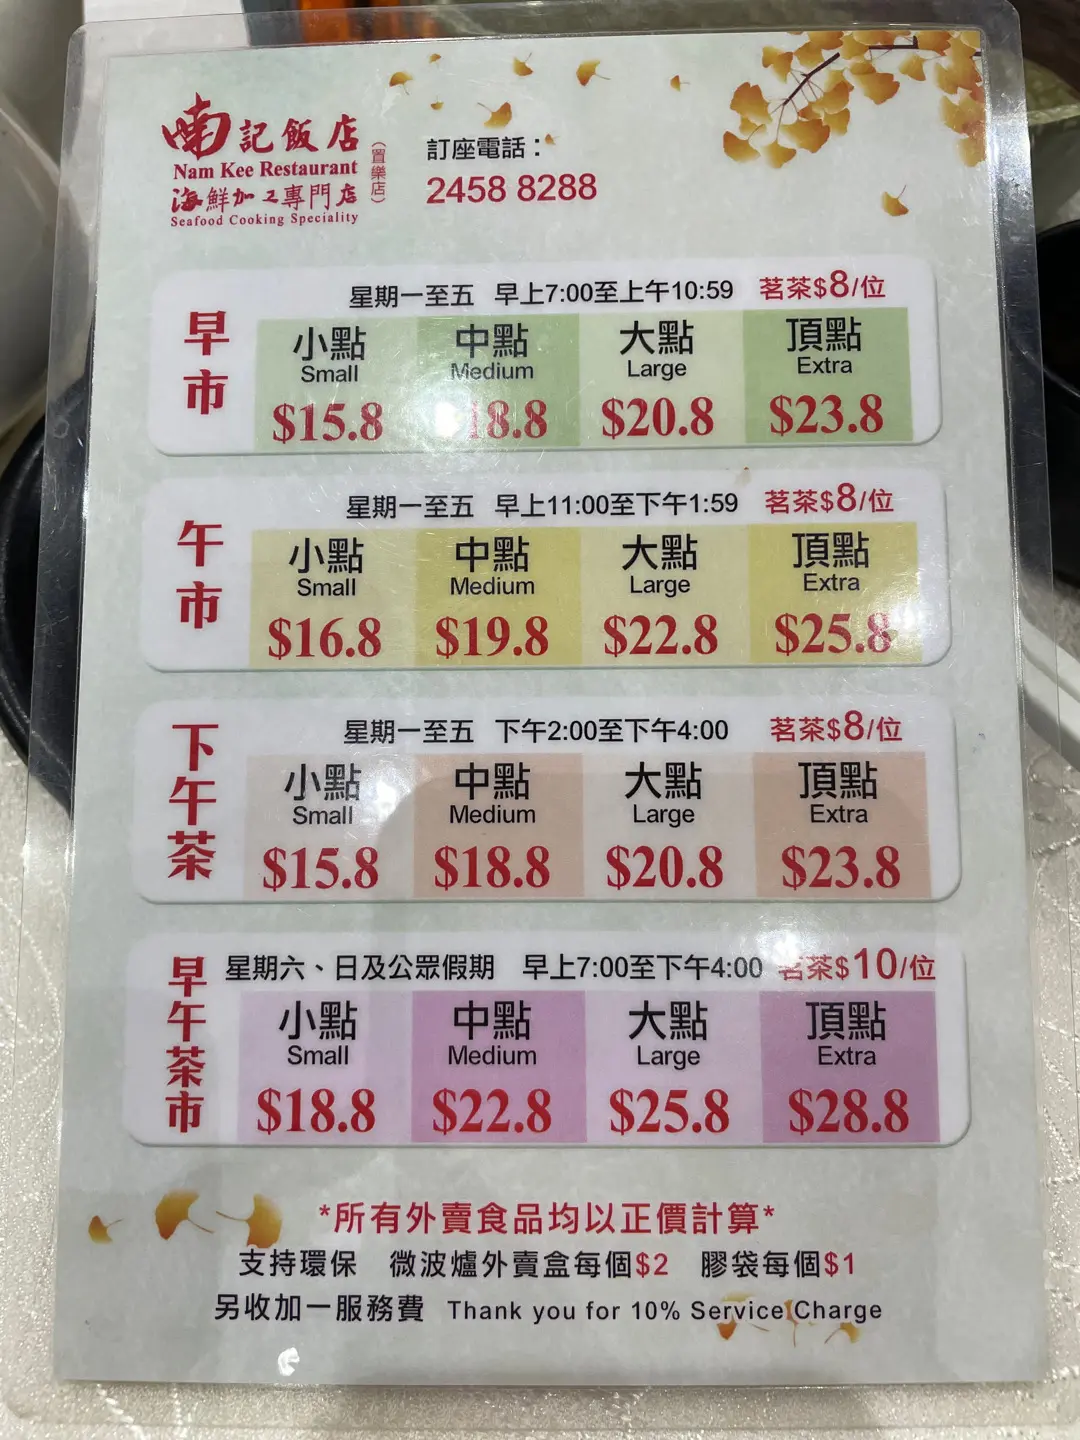 喃記飯店
Nam Kee Restaurant
(置樂店)
海鮮加工專門店
Seafood Cooking Speciality
訂座電話：
2458 8288
早市
星期一至五 早上7:00至上午10:59 茗茶$8/位
小點 中點 大點 頂點
Small Medium Large Extra
$15.8 $18.8 $20.8 $23.8
午市
星期一至五 早上11:00至下午1:59 茗茶$8/位
小點 中點 大點 頂點
Small Medium Large Extra
$16.8 $19.8 $22.8 $25.8
下午茶
星期一至五 下午2:00至下午4:00 茗茶$8/位
小點 中點 大點 頂點
Small Medium Large Extra
$15.8 $18.8 $20.8 $23.8
早午茶市
星期六、日及公眾假期 早上7:00至下午4:00 茗茶$10/位
小點 中點 大點 頂點
Small Medium Large Extra
$18.8 $22.8 $25.8 $28.8
*所有外賣食品均以正價計算*
支持環保 微波爐外賣盒每個$2 膠袋每個$1
另收加一服務費 Thank you for 10% Service Charge